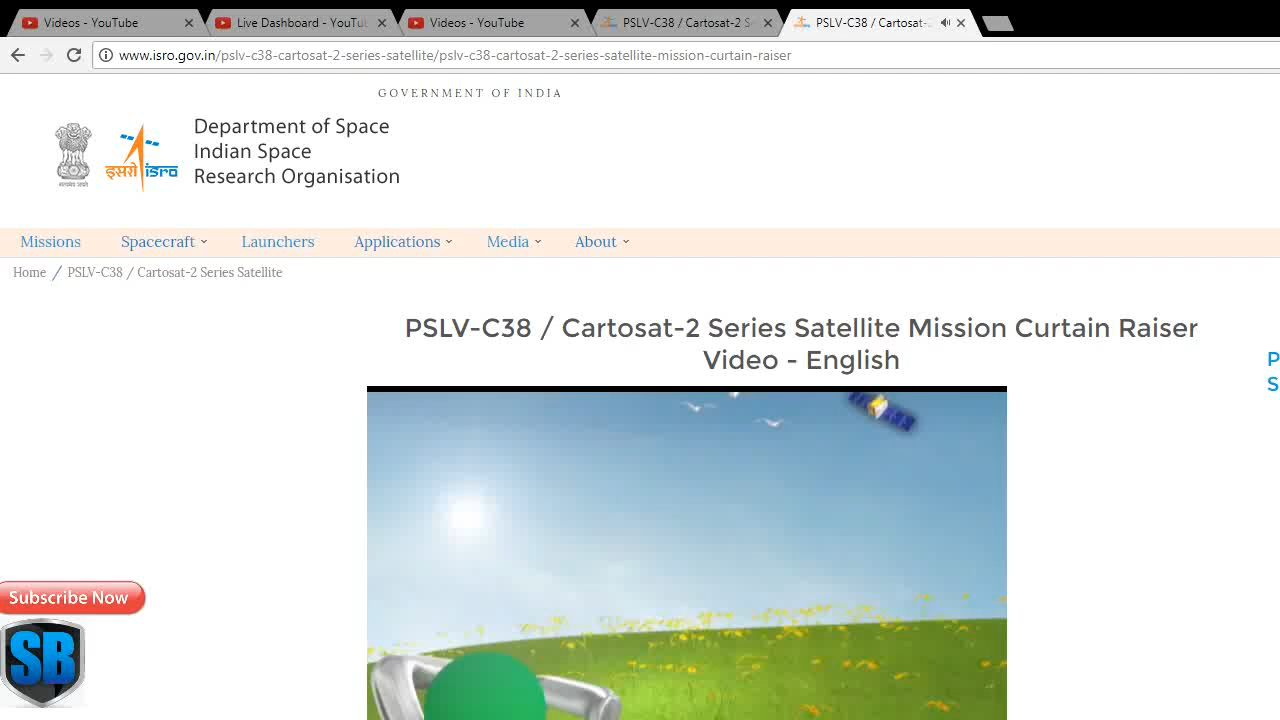 Videos - YouTube
Live Dashboard - YouTu
Videos - YouTube
PSLV-C38 / Cartosat-2 S
PSLV-C38 / Cartosat-
www.isro.gov.in/pslv-c38-cartosat-2-series-satellite/pslv-c38-cartosat-2-series-satellite-mission-curtain-raiser
GOVERNMENT OF INDIA
Department of Space
Indian Space
Research Organisation
सत्यमेव जयते
इसरो isro
Missions Spacecraft Launchers Applications Media About
Home / PSLV-C38 / Cartosat-2 Series Satellite
PSLV-C38 / Cartosat-2 Series Satellite Mission Curtain Raiser
Video - English
P
S
Subscribe Now
SB